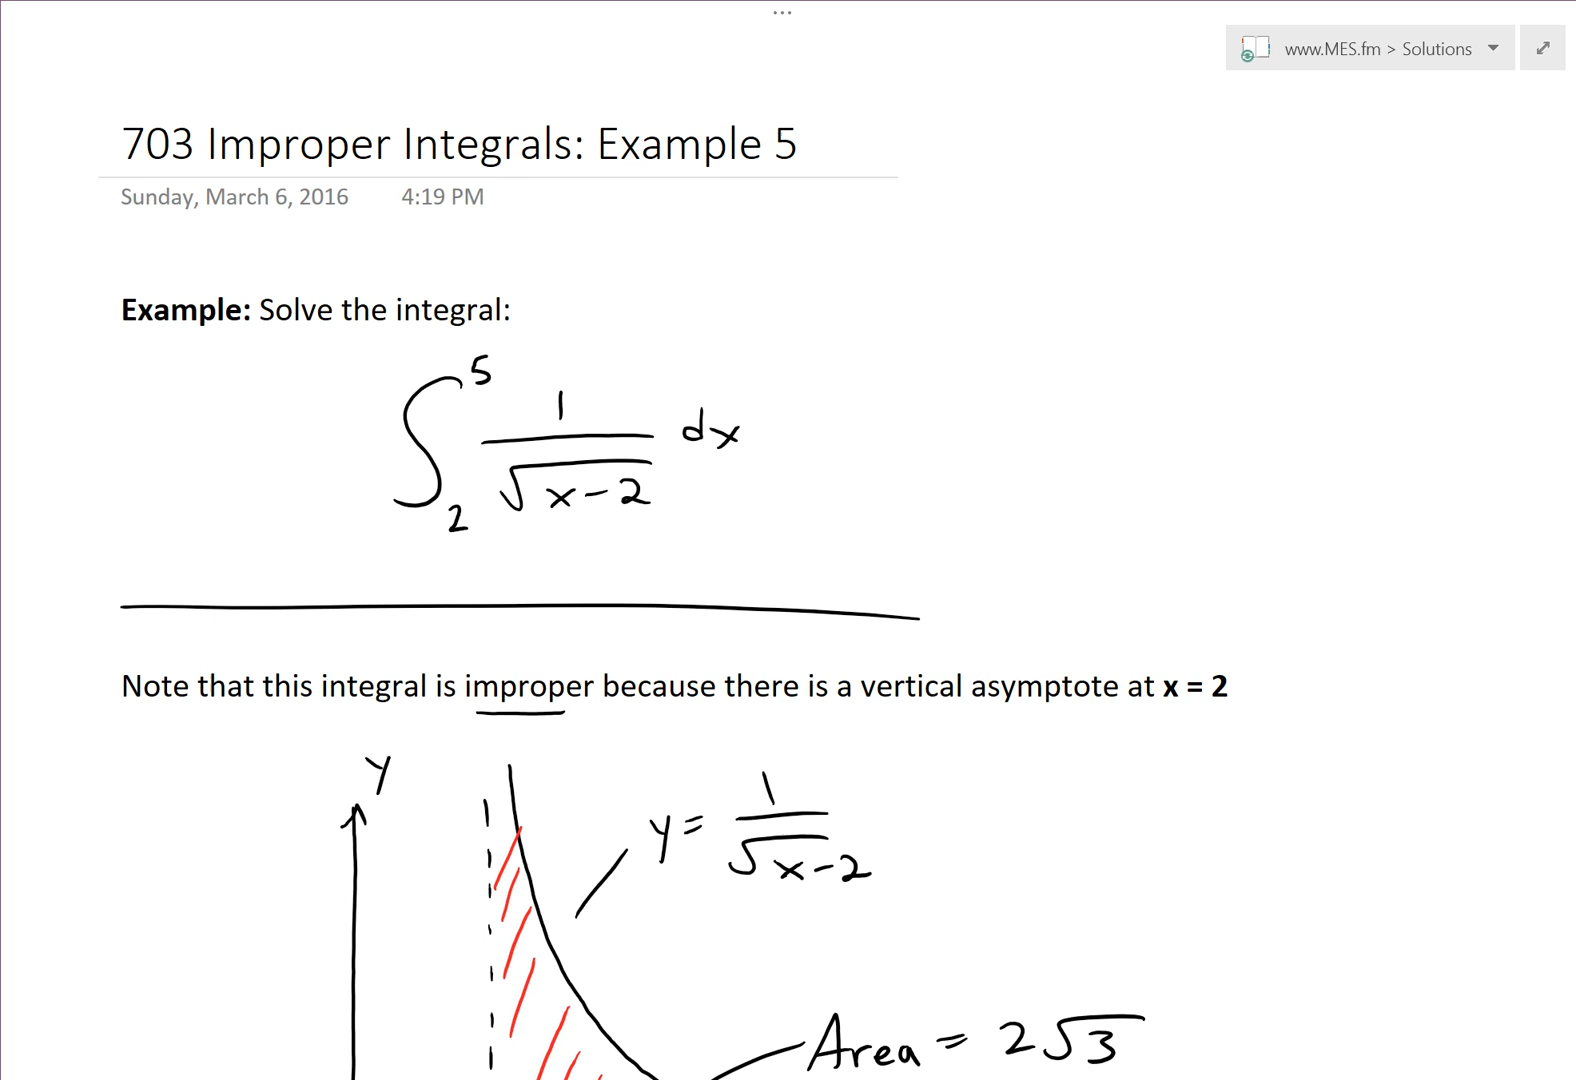 ...
www.MES.fm > Solutions
703 Improper Integrals: Example 5
Sunday, March 6, 2016 4:19 PM
Example: Solve the integral:
∫₂⁵ 1/√(x-2) dx
Note that this integral is improper because there is a vertical asymptote at x = 2
y
y = 1/√(x-2)
Area = 2√3